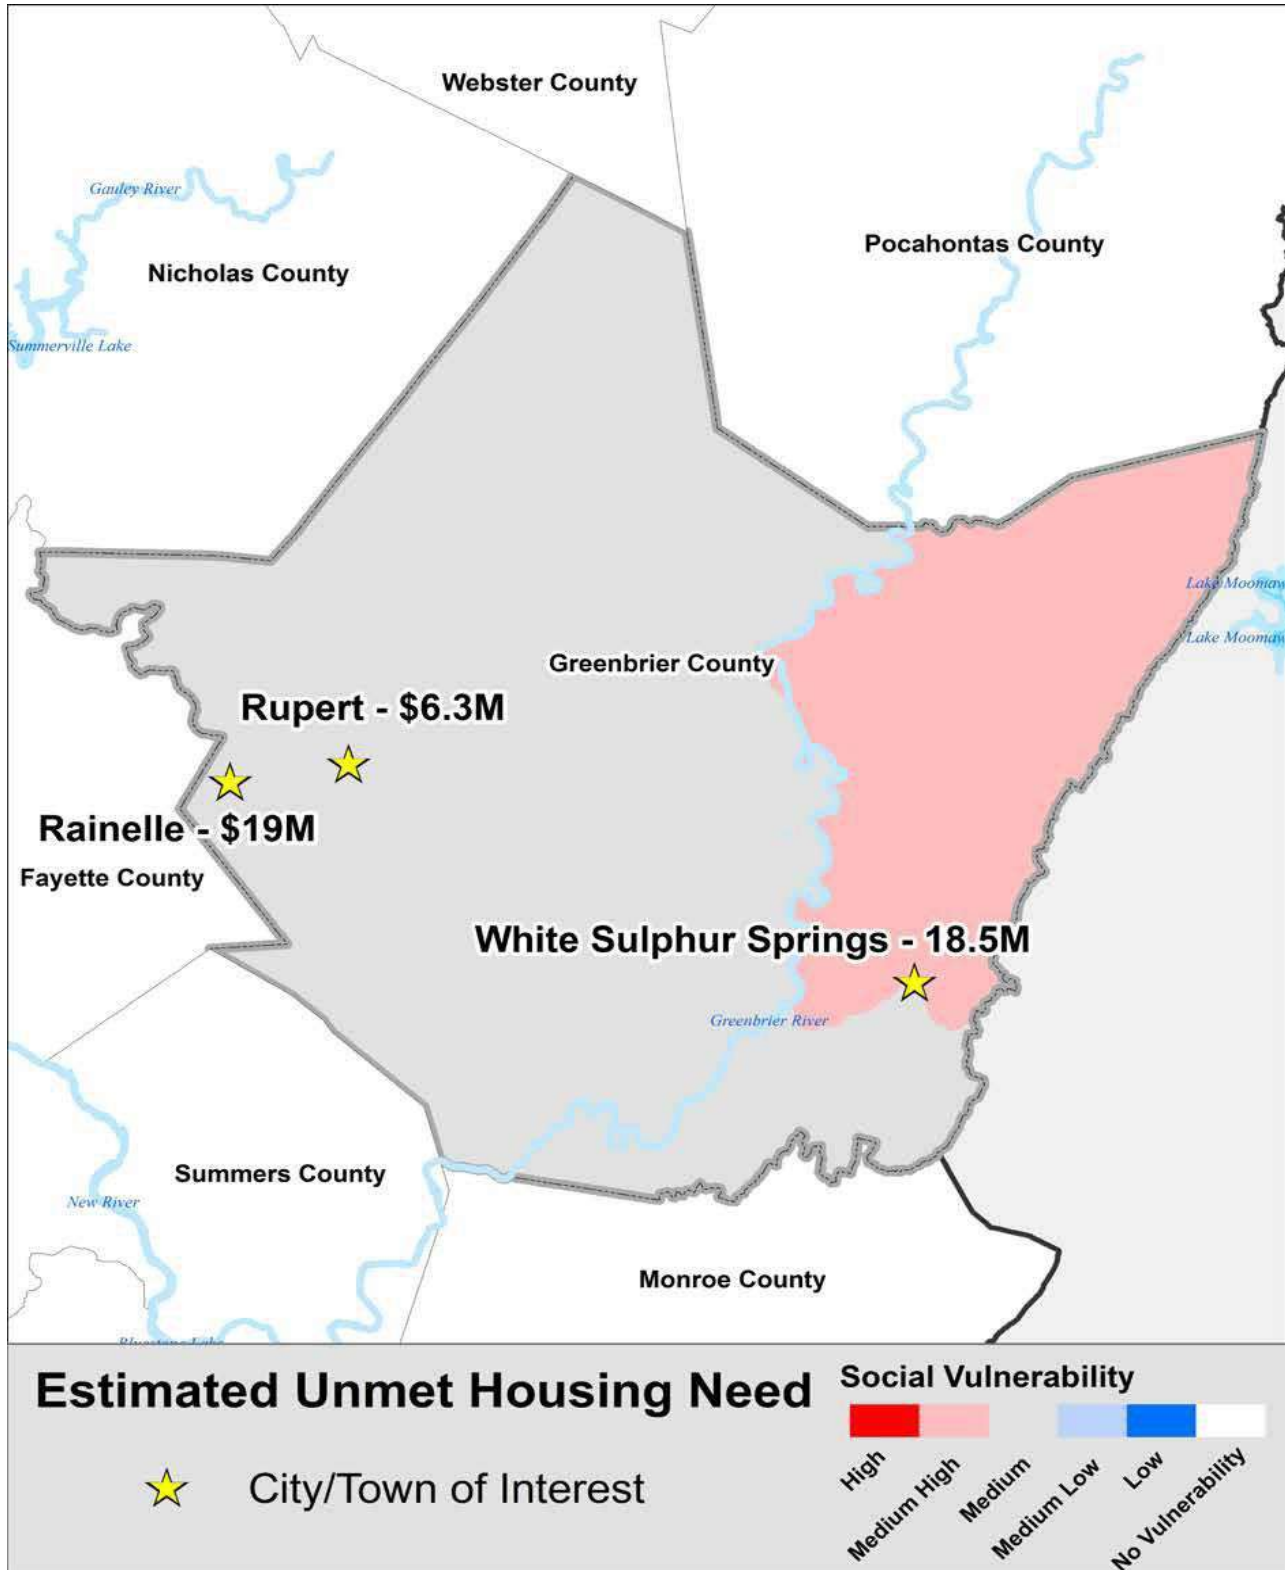 Webster County
Gauley River
Pocahontas County
Nicholas County
Summerville Lake
Lake Moomaw
Lake Moomaw
Greenbrier County
Rupert - $6.3M
Rainelle - $19M
Fayette County
White Sulphur Springs - 18.5M
Greenbrier River
Summers County
New River
Monroe County
Bluestone Lake
Estimated Unmet Housing Need
City/Town of Interest
Social Vulnerability
High
Medium High
Medium
Medium Low
Low
No Vulnerability